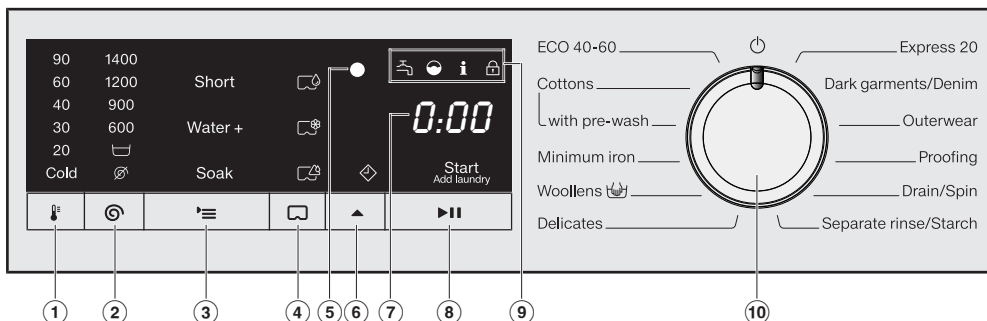 90
60
40
30
20
Cold
1400
1200
900
600
Short
Water +
Soak
0:00
Start
Add laundry
ECO 40-60
Cottons
with pre-wash
Minimum iron
Woollens
Delicates
Express 20
Dark garments/Denim
Outerwear
Proofing
Drain/Spin
Separate rinse/Starch
1
2
3
4
5
6
7
8
9
10